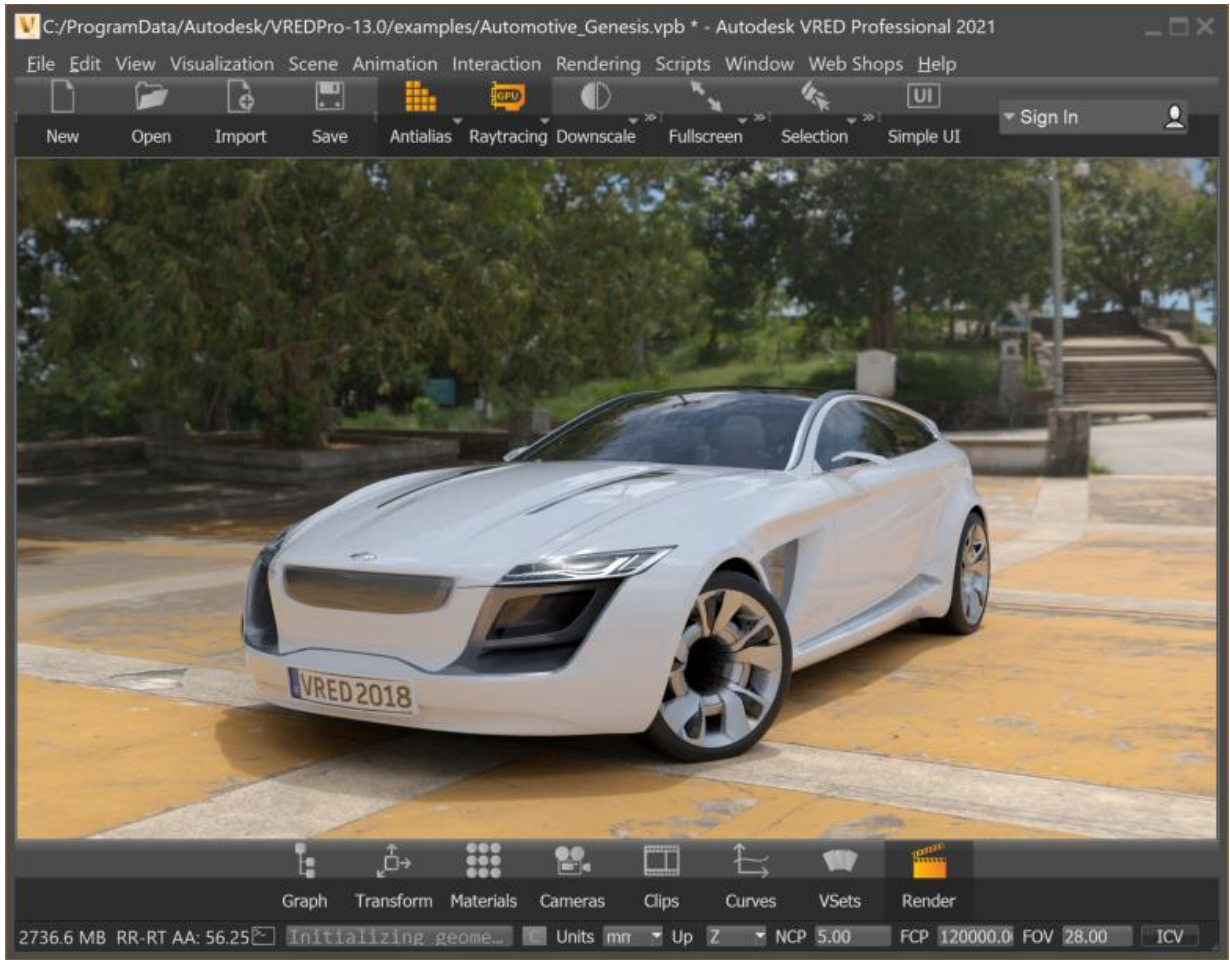 C:/ProgramData/Autodesk/VREDPro-13.0/examples/Automotive_Genesis.vpb * - Autodesk VRED Professional 2021
File Edit View Visualization Scene Animation Interaction Rendering Scripts Window Web Shops Help
GPU UI
New Open Import Save Antialias Raytracing Downscale Fullscreen Selection Simple UI Sign In
VRED2018
Graph Transform Materials Cameras Clips Curves VSets Render
2736.6 MB RR-RT AA: 56.25 Initializing geome... C Units mm Up Z NCP 5.00 FCP 120000.0 FOV 28.00 ICV